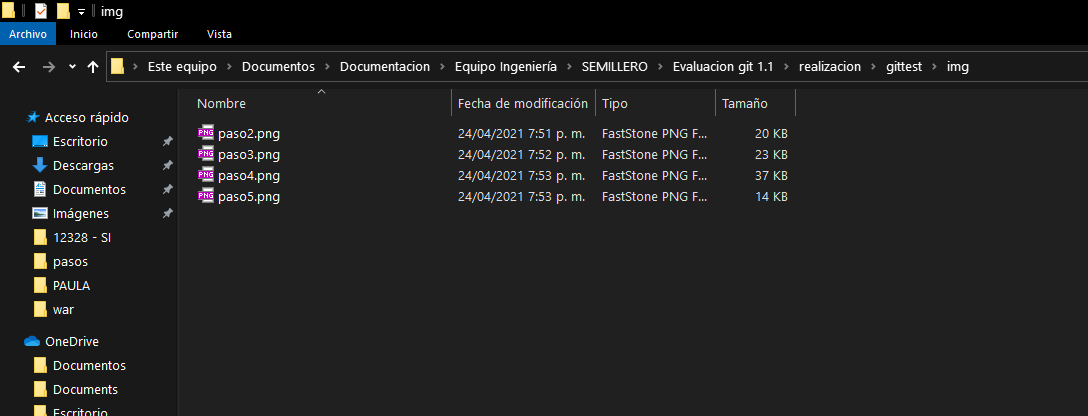 img
Archivo Inicio Compartir Vista
Este equipo Documentos Documentacion Equipo Ingeniería SEMILLERO Evaluacion git 1.1 realizacion gittest img
Nombre Fecha de modificación Tipo Tamaño
Acceso rápido
Escritorio
Descargas
Documentos
Imágenes
12328 - SI
pasos
PAULA
war
OneDrive
Documentos
Documents
Escritorio
PNG paso2.png 24/04/2021 7:51 p. m. FastStone PNG F... 20 KB
PNG paso3.png 24/04/2021 7:52 p. m. FastStone PNG F... 23 KB
PNG paso4.png 24/04/2021 7:53 p. m. FastStone PNG F... 37 KB
PNG paso5.png 24/04/2021 7:53 p. m. FastStone PNG F... 14 KB